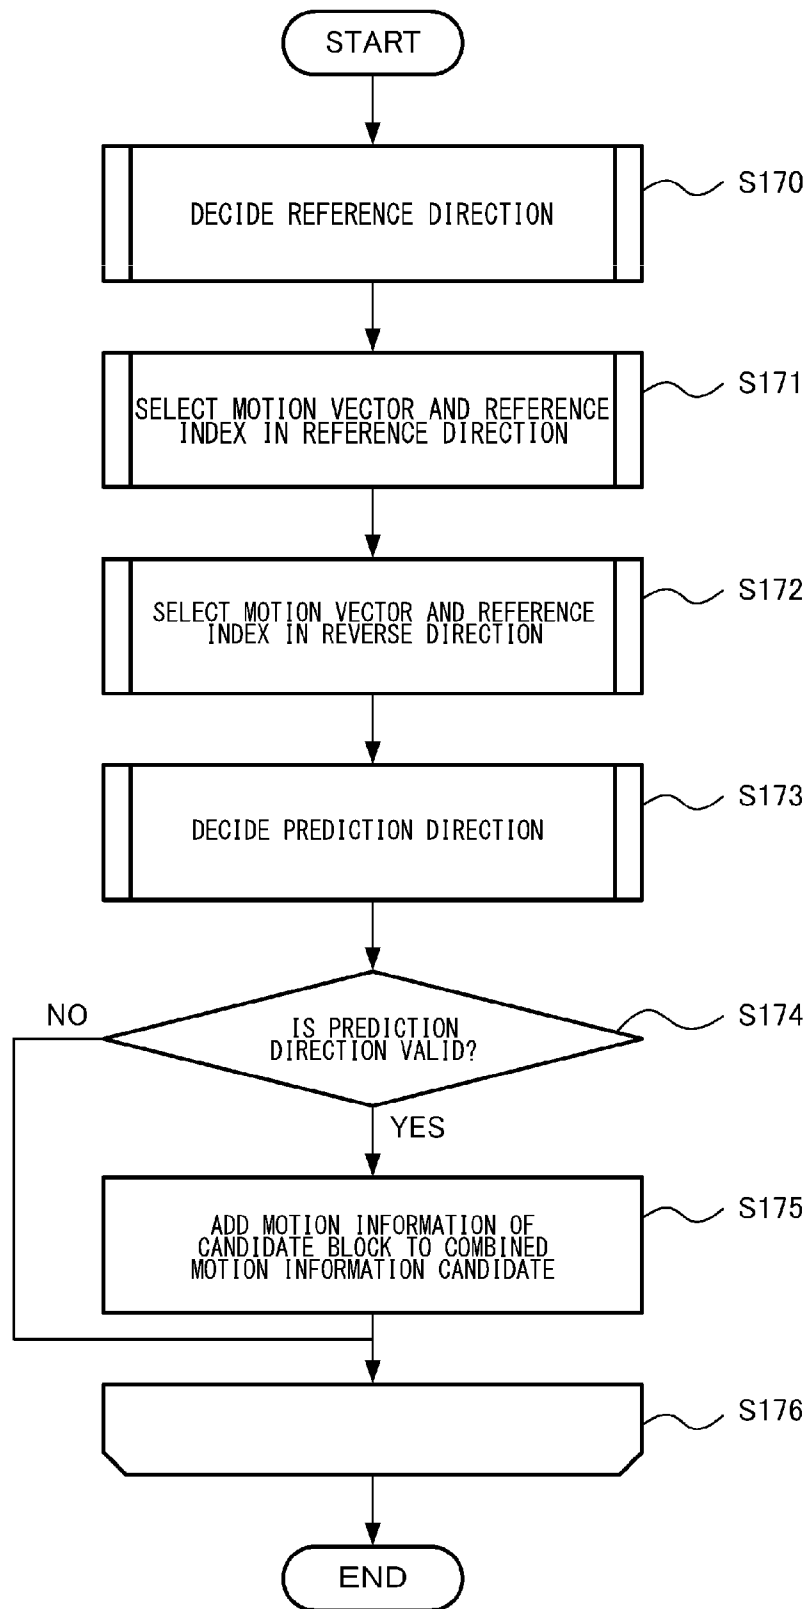 START
DECIDE REFERENCE DIRECTION
S170
SELECT MOTION VECTOR AND REFERENCE
INDEX IN REFERENCE DIRECTION
S171
SELECT MOTION VECTOR AND REFERENCE
INDEX IN REVERSE DIRECTION
S172
DECIDE PREDICTION DIRECTION
S173
NO
IS PREDICTION
DIRECTION VALID?
S174
YES
ADD MOTION INFORMATION OF
CANDIDATE BLOCK TO COMBINED
MOTION INFORMATION CANDIDATE
S175
S176
END